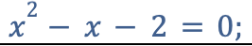 x² − x − 2 = 0;